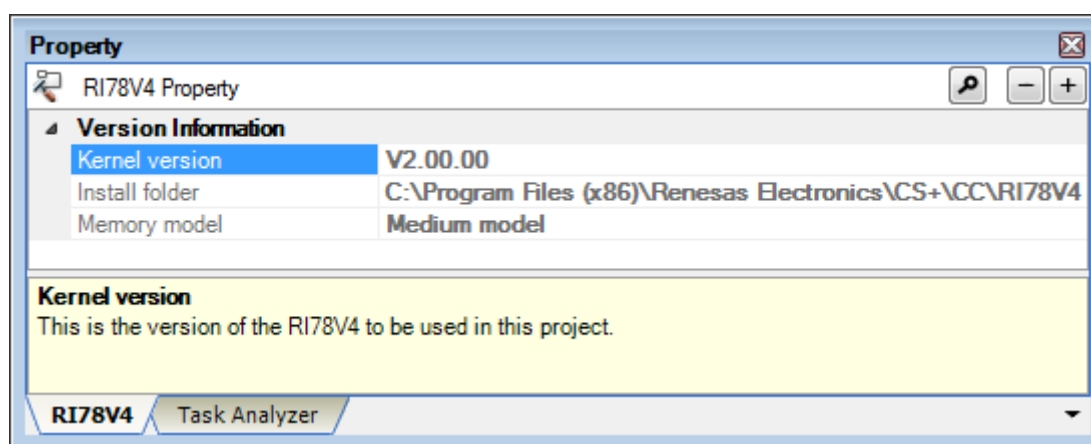 Property
RI78V4 Property
Version Information
Kernel version V2.00.00
Install folder C:\Program Files (x86)\Renesas Electronics\CS+\CC\RI78V4
Memory model Medium model
Kernel version
This is the version of the RI78V4 to be used in this project.
RI78V4 Task Analyzer